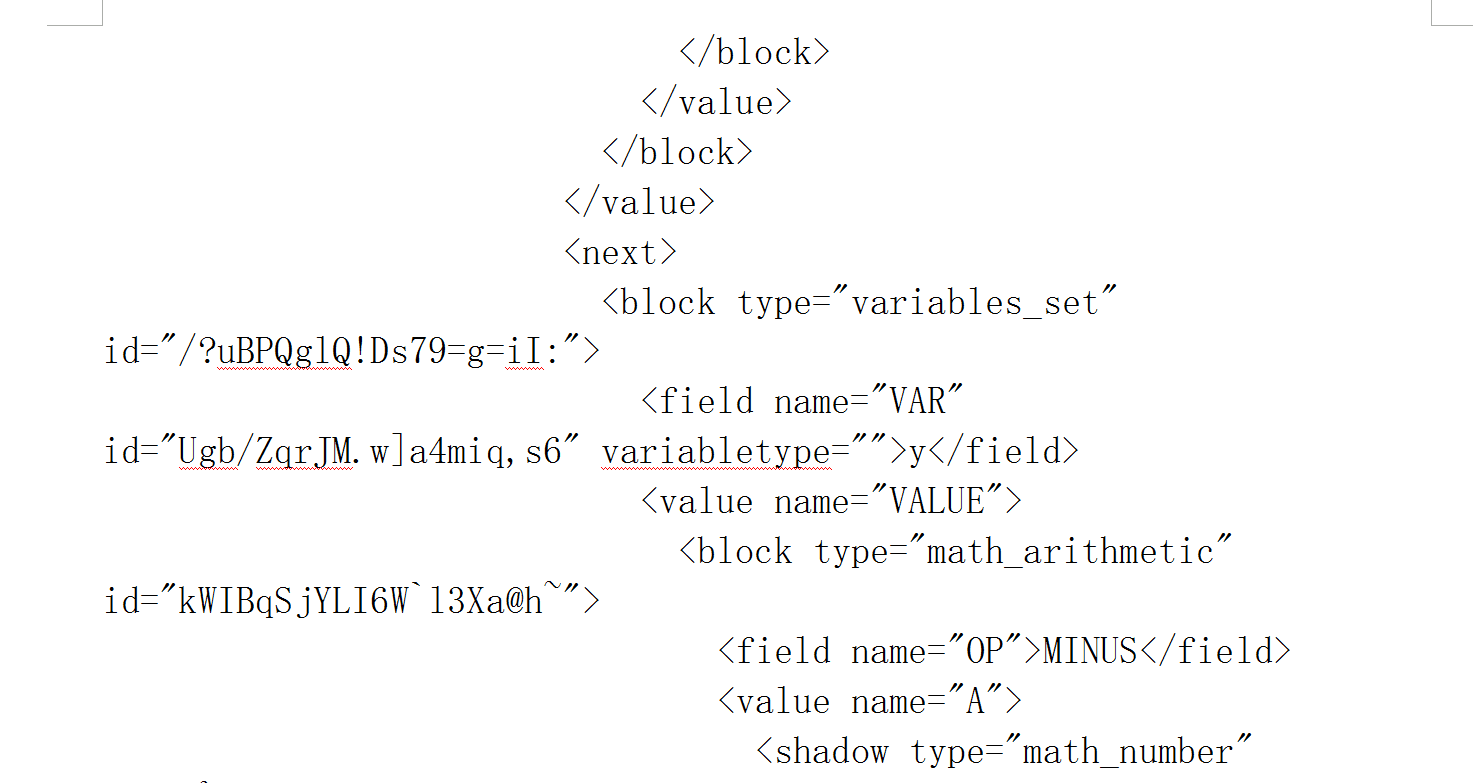 </block>
</value>
</block>
</value>
<next>
<block type="variables_set"
id="/?uBPQglQ!Ds79=g=iI:">
<field name="VAR"
id="Ugb/ZqrJM.w]a4miq,s6" variabletype="">y</field>
<value name="VALUE">
<block type="math_arithmetic"
id="kWIBqSjYLI6W`l3Xa@h~">
<field name="OP">MINUS</field>
<value name="A">
<shadow type="math_number"